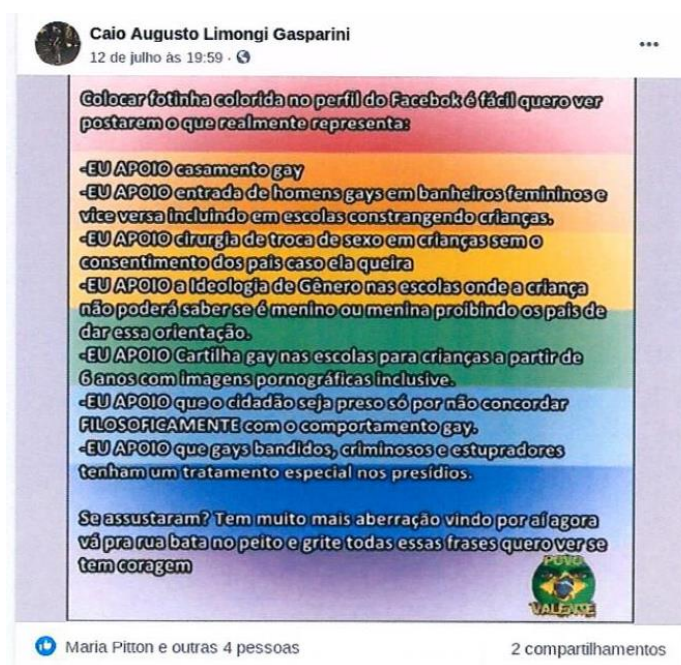 Caio Augusto Limongi Gasparini
12 de julho às 19:59 ·
Colocar fotinha colorida no perfil do Facebok é fácil quero ver
postarem o que realmente representa:
-EU APOIO casamento gay
-EU APOIO entrada de homens gays em banheiros femininos e
vice versa incluindo em escolas constrangendo crianças.
-EU APOIO cirurgia de troca de sexo em crianças sem o
consentimento dos pais caso ela queira
-EU APOIO a Ideologia de Gênero nas escolas onde a criança
não poderá saber se é menino ou menina proibindo os pais de
dar essa orientação.
-EU APOIO Cartilha gay nas escolas para crianças a partir de
6 anos com imagens pornográficas inclusive.
-EU APOIO que o cidadão seja preso só por não concordar
FILOSOFICAMENTE com o comportamento gay.
-EU APOIO que gays bandidos, criminosos e estupradores
tenham um tratamento especial nos presídios.
Se assustaram? Tem muito mais aberração vindo por aí agora
vá pra rua bata no peito e grite todas essas frases quero ver se
tem coragem
POVO
VALENTE
Maria Pitton e outras 4 pessoas
2 compartilhamentos